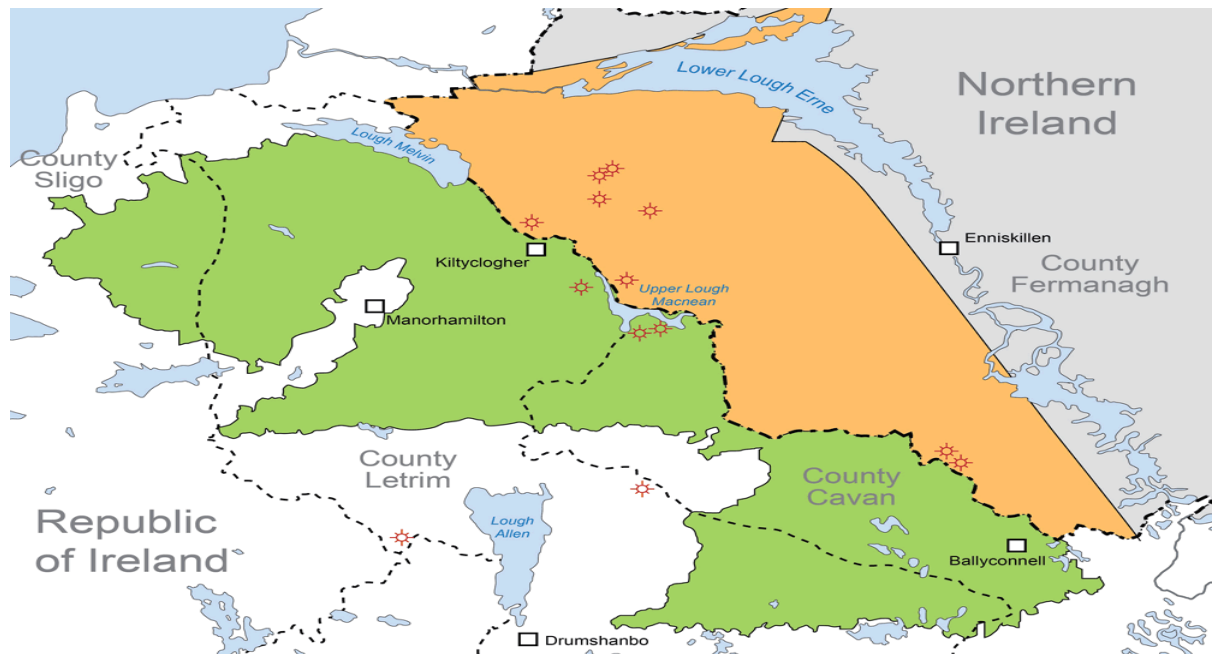 Lower Lough Erne
Northern
Ireland
Lough Melvin
County
Sligo
Enniskillen
Kiltyclogher
County
Fermanagh
Upper Lough
Macnean
Manorhamilton
County
Letrim
County
Cavan
Republic
of Ireland
Lough
Allen
Ballyconnell
Drumshanbo